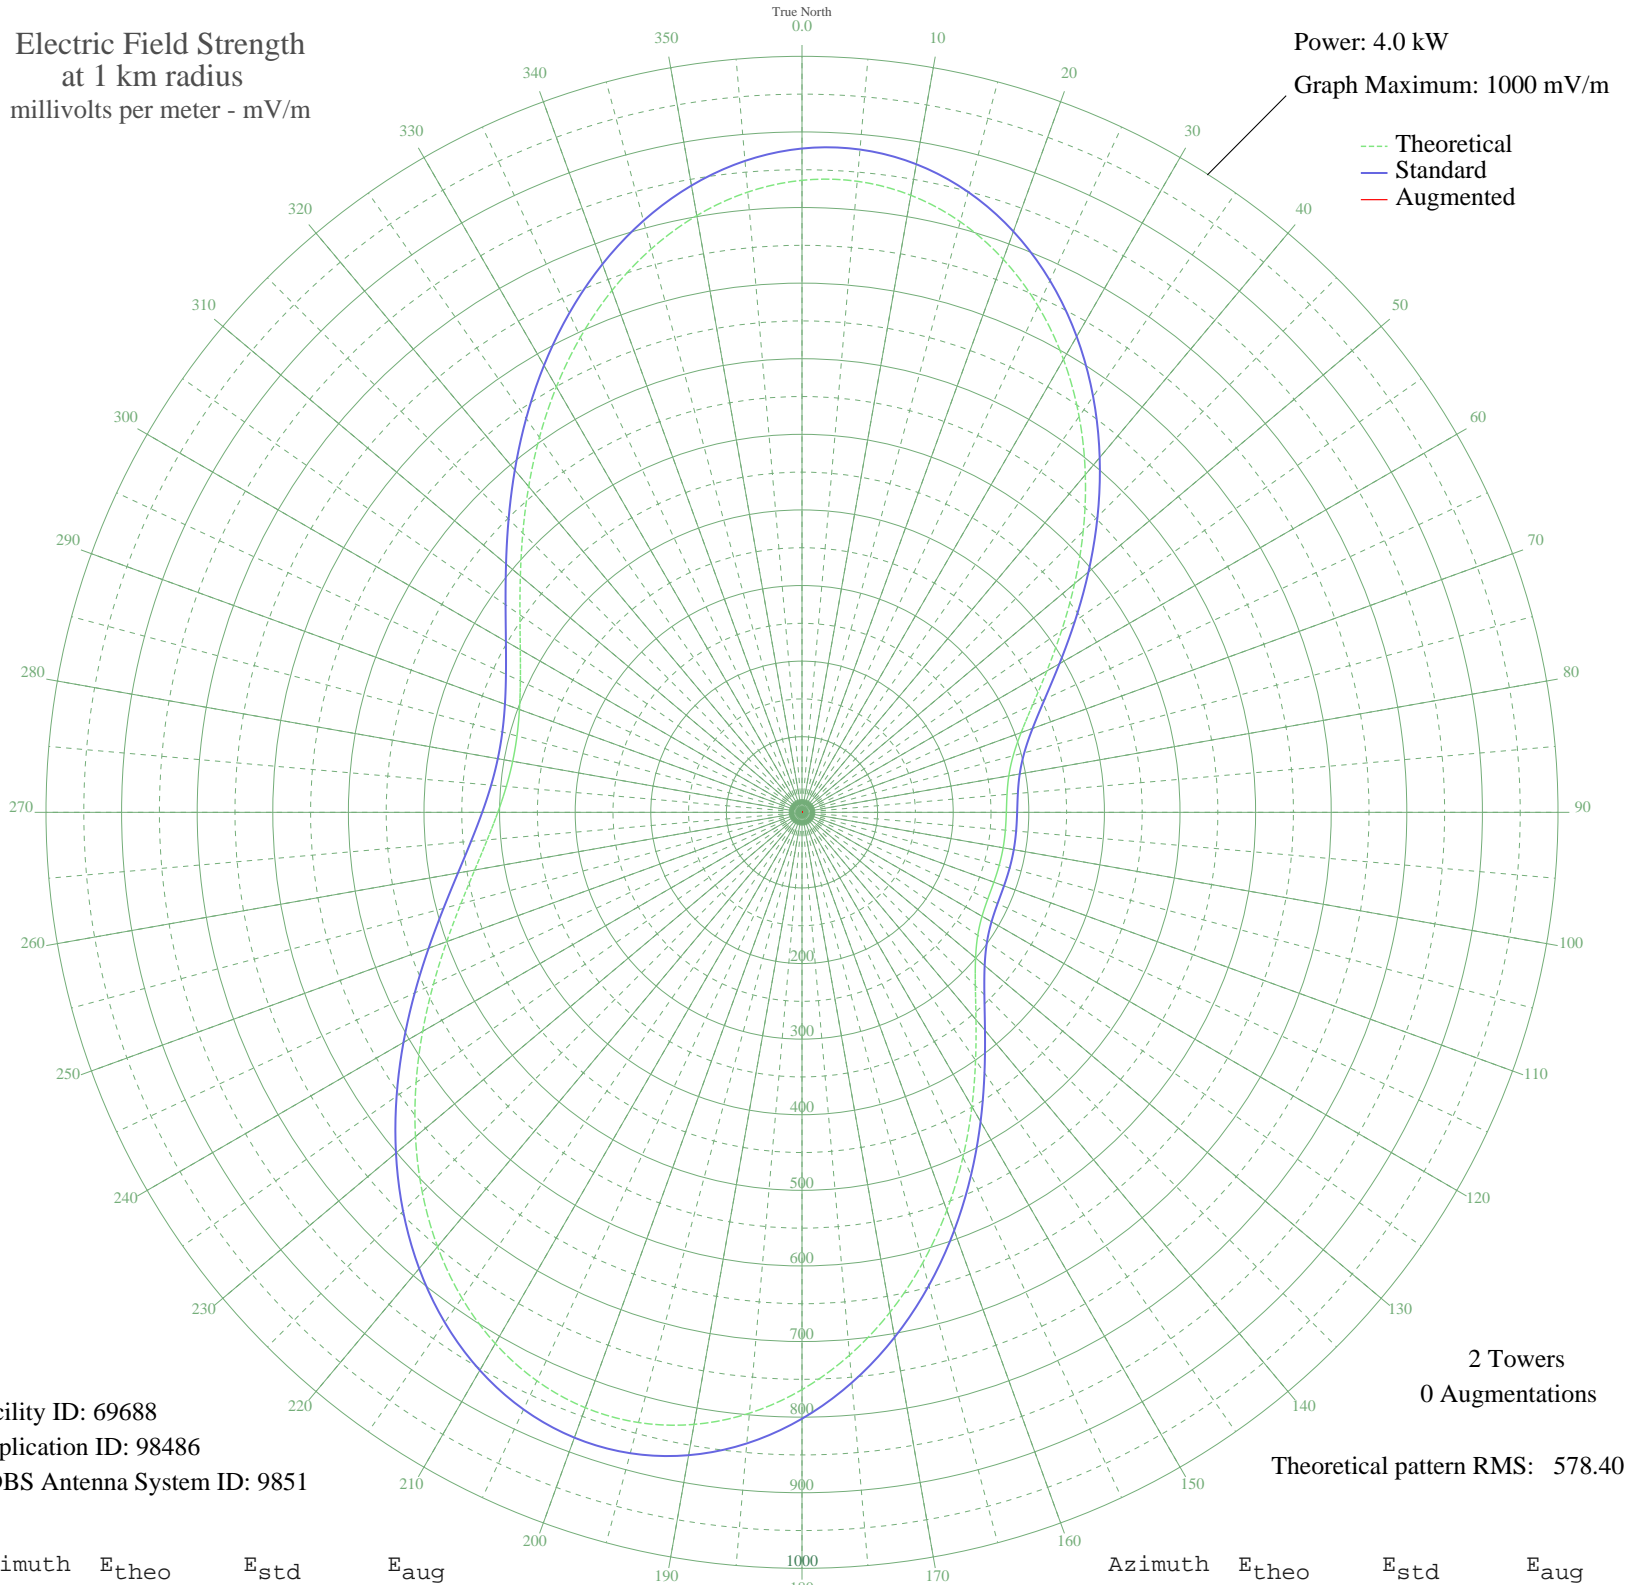 True North
0.0
Electric Field Strength
at 1 km radius
millivolts per meter - mV/m
Power: 4.0 kW
Graph Maximum: 1000 mV/m
Theoretical
Standard
Augmented
10
20
30
40
50
60
70
80
90
100
110
120
130
140
150
160
170
190
200
210
220
230
240
250
260
270
280
290
300
310
320
330
340
350
200
300
400
500
600
700
800
900
1000
2 Towers
0 Augmentations
cility ID: 69688
plication ID: 98486
DBS Antenna System ID: 9851
Theoretical pattern RMS: 578.40
imuth Etheo Estd Eaug Azimuth Etheo Estd Eaug